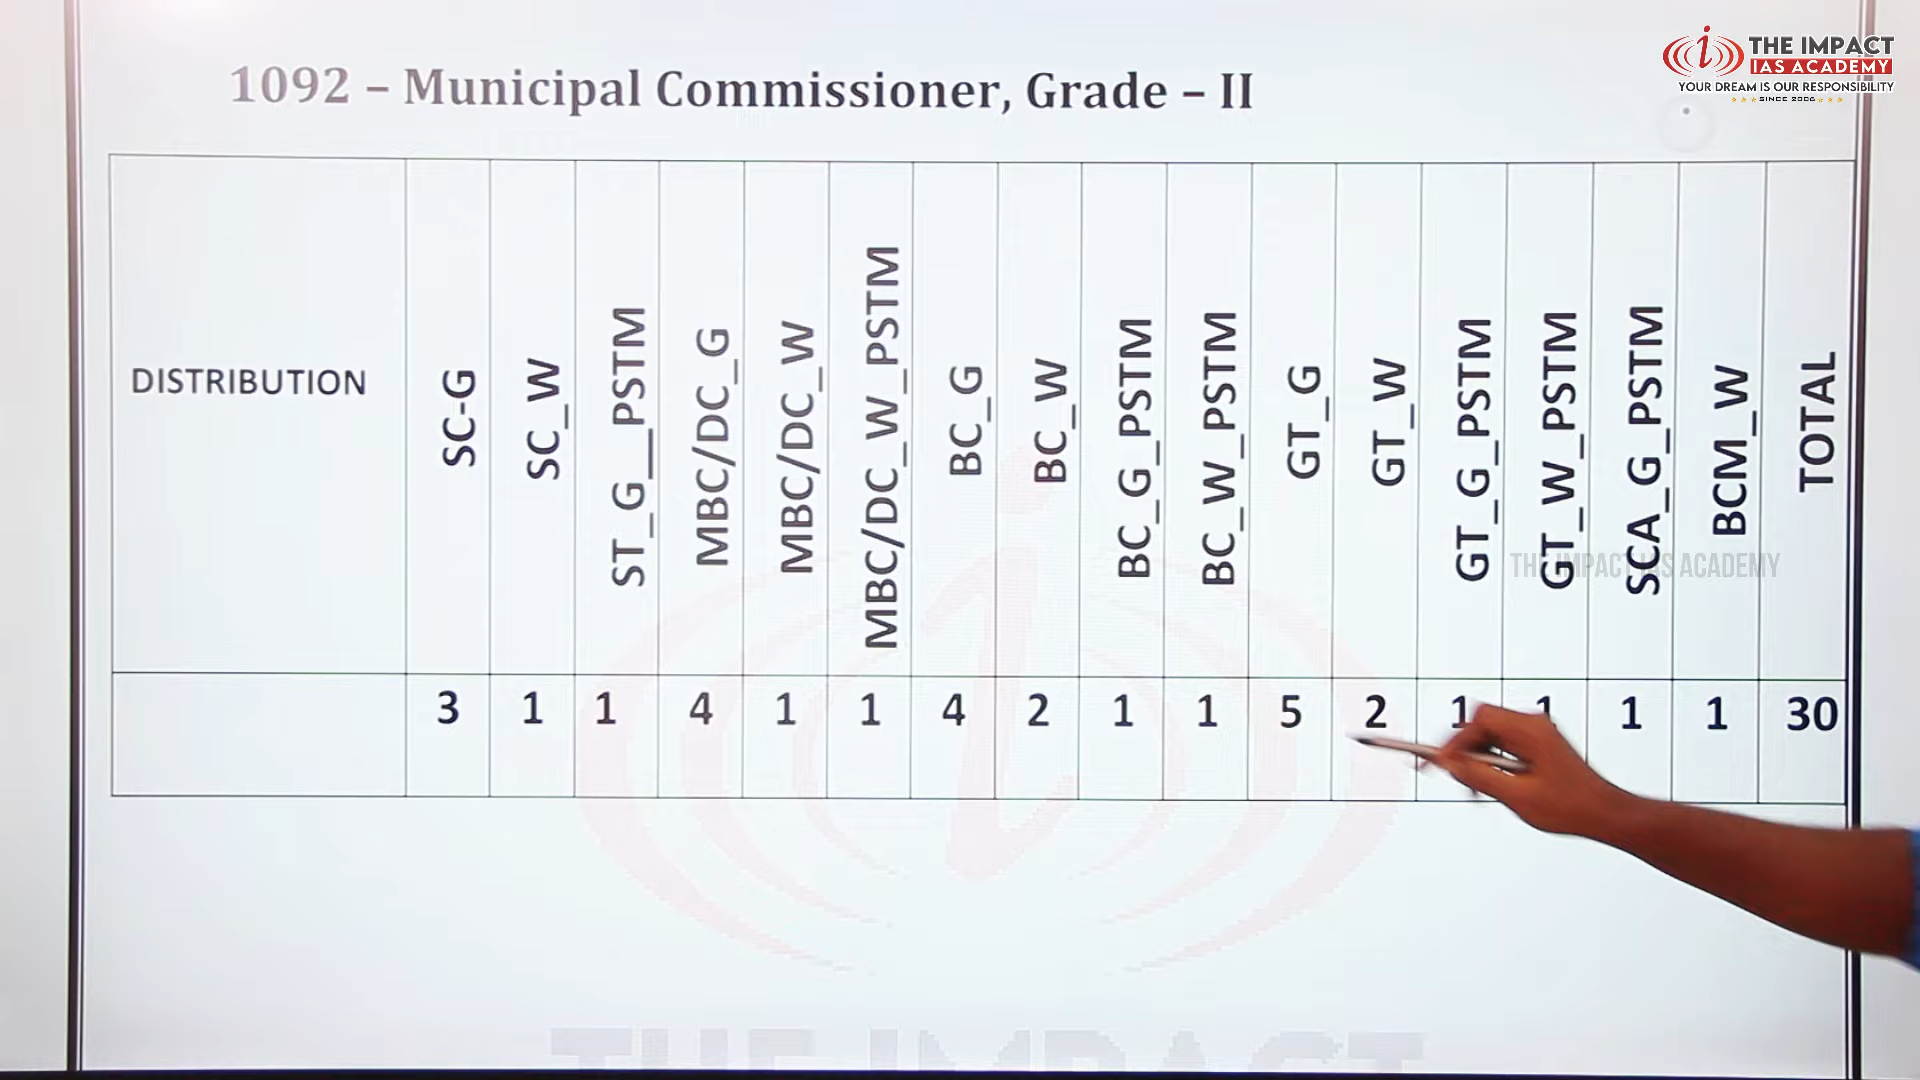 THE IMPACT
IAS ACADEMY
YOUR DREAM IS OUR RESPONSIBILITY
SINCE 2006
1092 – Municipal Commissioner, Grade – II
DISTRIBUTION
SC-G
SC_W
ST_G__PSTM
MBC/DC_G
MBC/DC_W
MBC/DC_W_PSTM
BC_G
BC_W
BC_G_PSTM
BC_W_PSTM
GT_G
GT_W
GT_G_PSTM
GT_W_PSTM
SCA_G_PSTM
BCM_W
TOTAL
THE IMPACT IAS ACADEMY
3 1 1 4 1 1 4 2 1 1 5 2 1 1 1 1 30
THE IMPACT